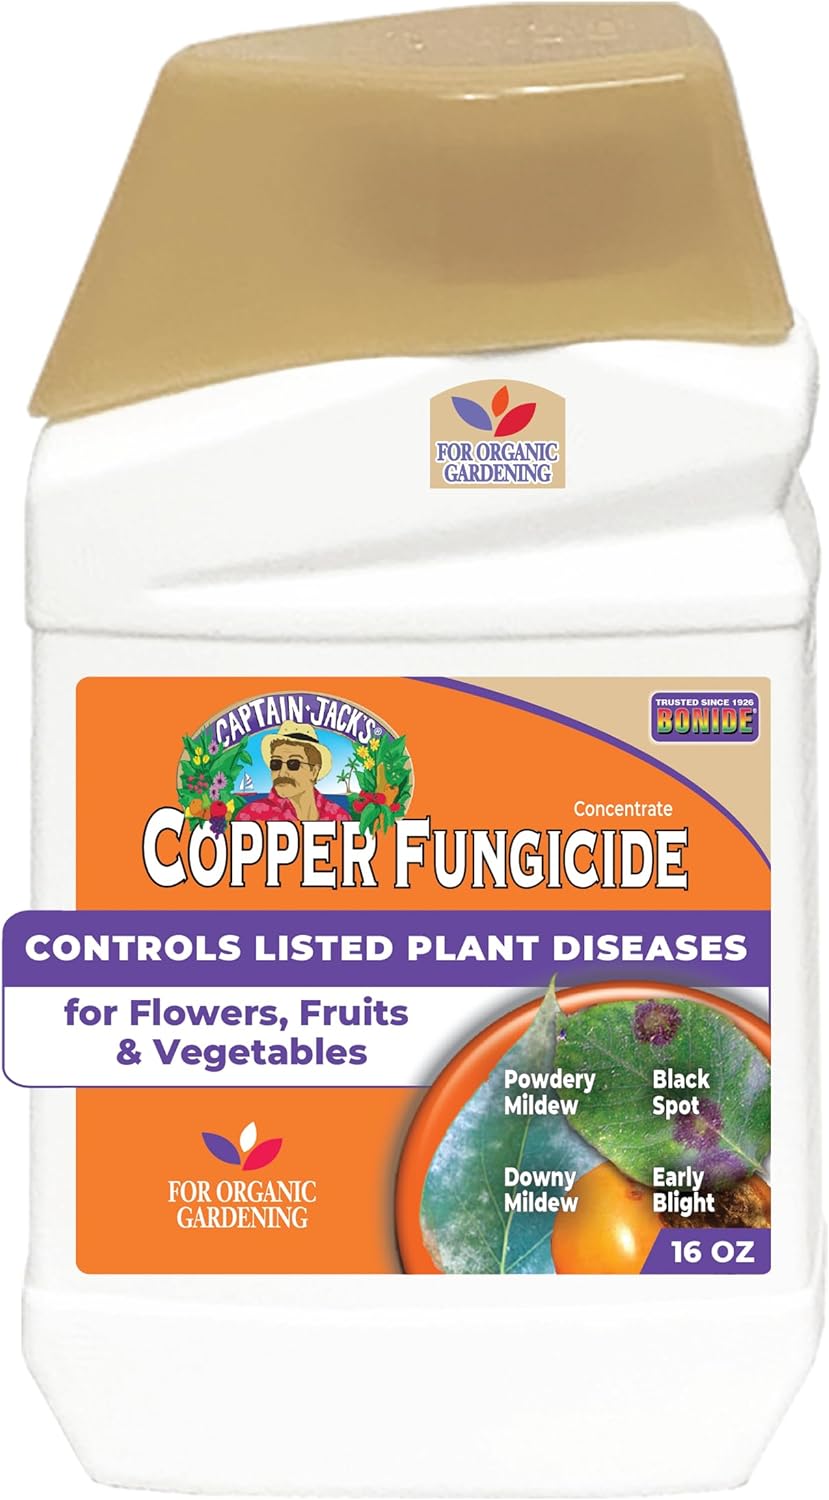 FOR ORGANIC
GARDENING
CAPTAIN·JACK'S®
TRUSTED SINCE 1926
BONIDE®
Concentrate
COPPER FUNGICIDE
CONTROLS LISTED PLANT DISEASES
for Flowers, Fruits
& Vegetables
Powdery
Mildew
Black
Spot
Downy
Mildew
Early
Blight
FOR ORGANIC
GARDENING
16 OZ